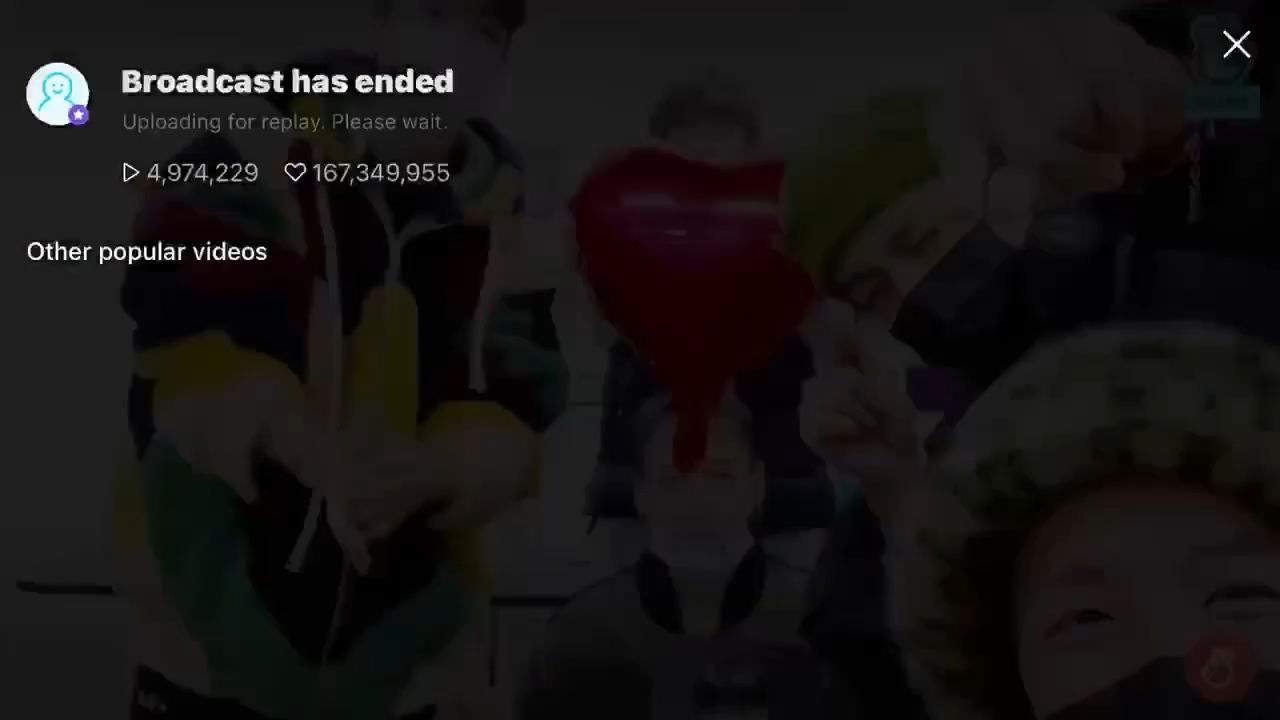 Broadcast has ended
Uploading for replay. Please wait.
4,974,229 167,349,955
Other popular videos